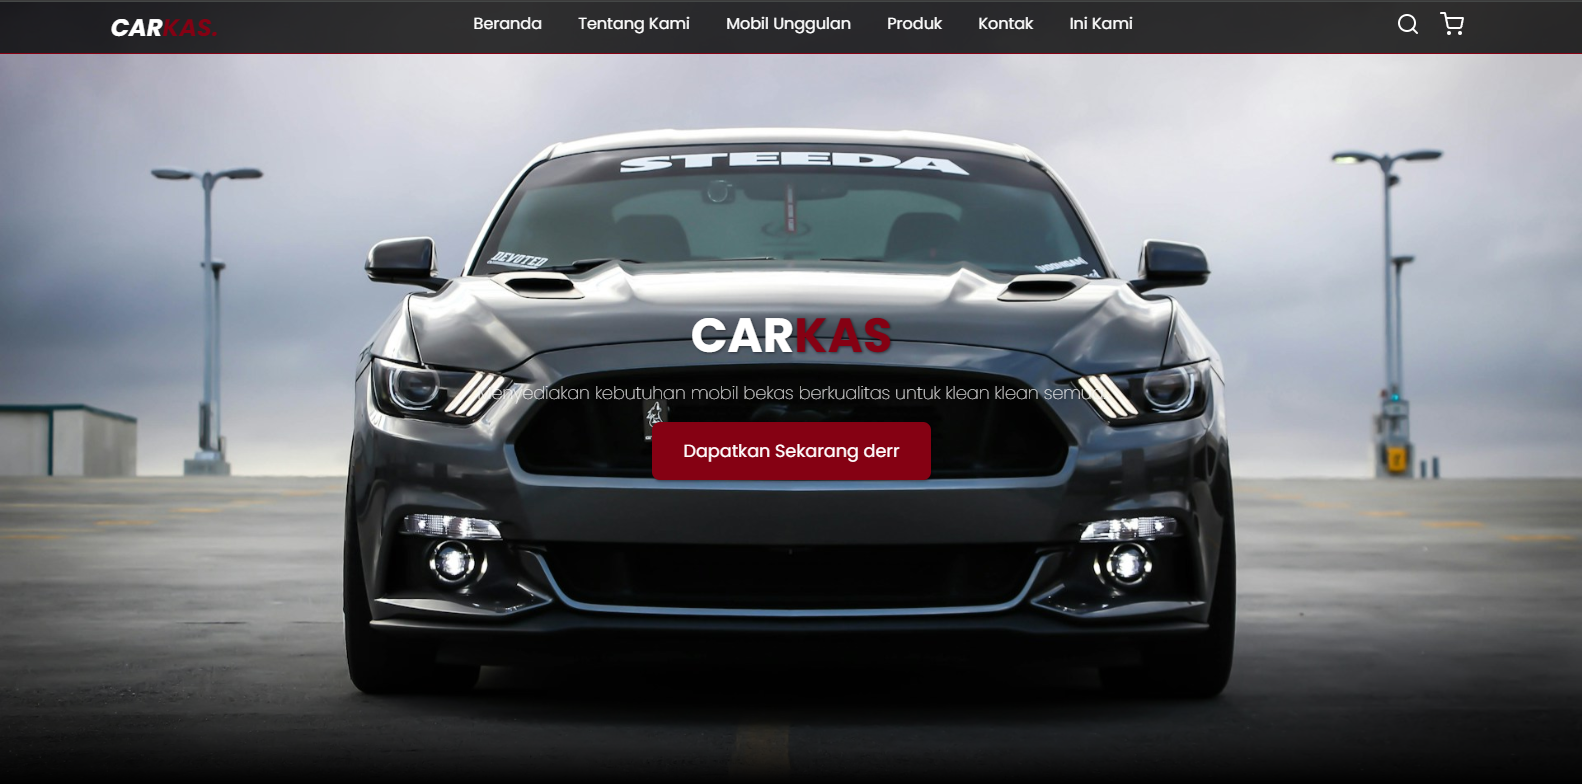 CARKAS.
Beranda Tentang Kami Mobil Unggulan Produk Kontak Ini Kami
STEEDA
DEVOTED
HOONIGAN
CARKAS
Menyediakan kebutuhan mobil bekas berkualitas untuk klean klean semua
Dapatkan Sekarang derr